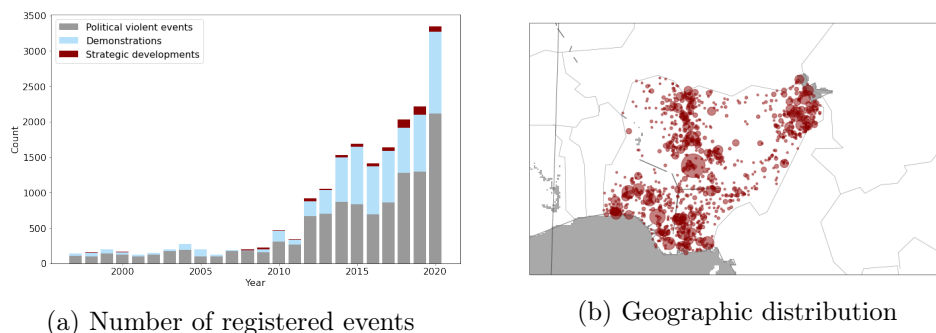 3500
3000
2500
2000
1500
1000
500
0
Count
Political violent events
Demonstrations
Strategic developments
2000
2005
2010
2015
2020
Year
(a) Number of registered events
(b) Geographic distribution